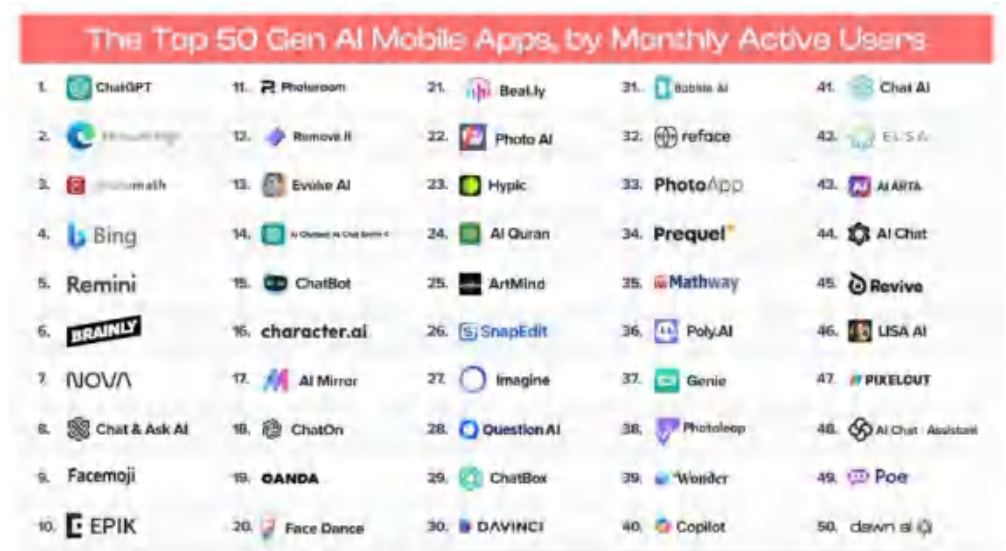 The Top 50 Gen AI Mobile Apps, by Monthly Active Users
1. ChatGPT
2.
3. math
4. Bing
5. Remini
6. BRAINLY
7. NOVA
8. Chat & Ask AI
9. Facemoji
10. EPIK
11. Photoroom
12. Remove It
13. Evoke AI
14.
15. ChatBot
16. character.ai
17. AI Mirror
18. ChatOn
19. QANDA
20. Face Dance
21. Beat.ly
22. Photo AI
23. Hypic
24. Al Quran
25. ArtMind
26. SnapEdit
27. Imagine
28. Question AI
29. ChatBox
30. DAVINCI
31. Bobble AI
32. reface
33. PhotoApp
34. Prequel
35. Mathway
36. Poly.AI
37. Genie
38. Photoleap
39. Wonder
40. Copilot
41. Chat AI
42. ELSA
43. AI ARTA
44. AI Chat
45. Revive
46. LISA AI
47. PIXELCUT
48. AI Chat : Assistant
49. Poe
50. dawn ai